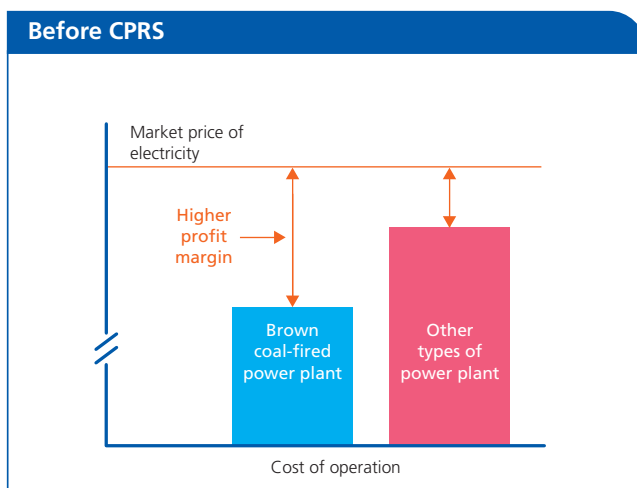 Before CPRS
Market price of
electricity
Higher
profit
margin
Brown
coal-fired
power plant
Other
types of
power plant
Cost of operation